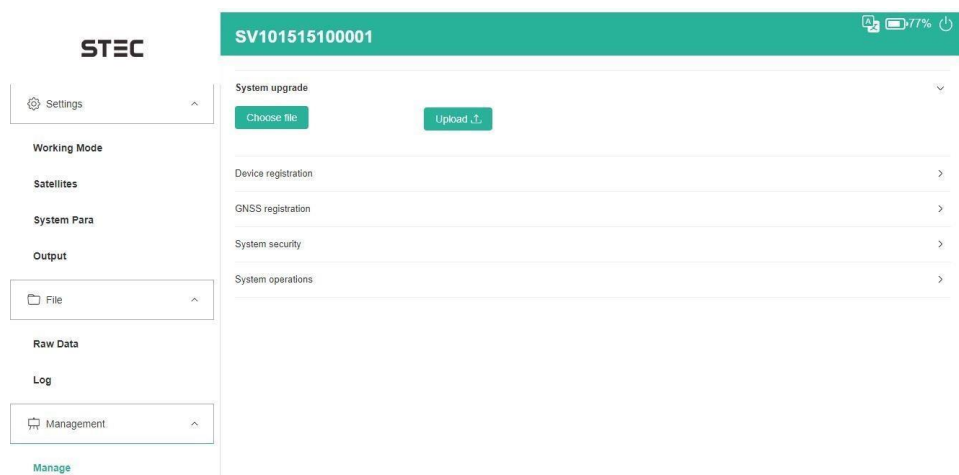 STEC
SV101515100001
77%
Settings
Working Mode
Satellites
System Para
Output
File
Raw Data
Log
Management
Manage
System upgrade
Choose file
Upload
Device registration
GNSS registration
System security
System operations